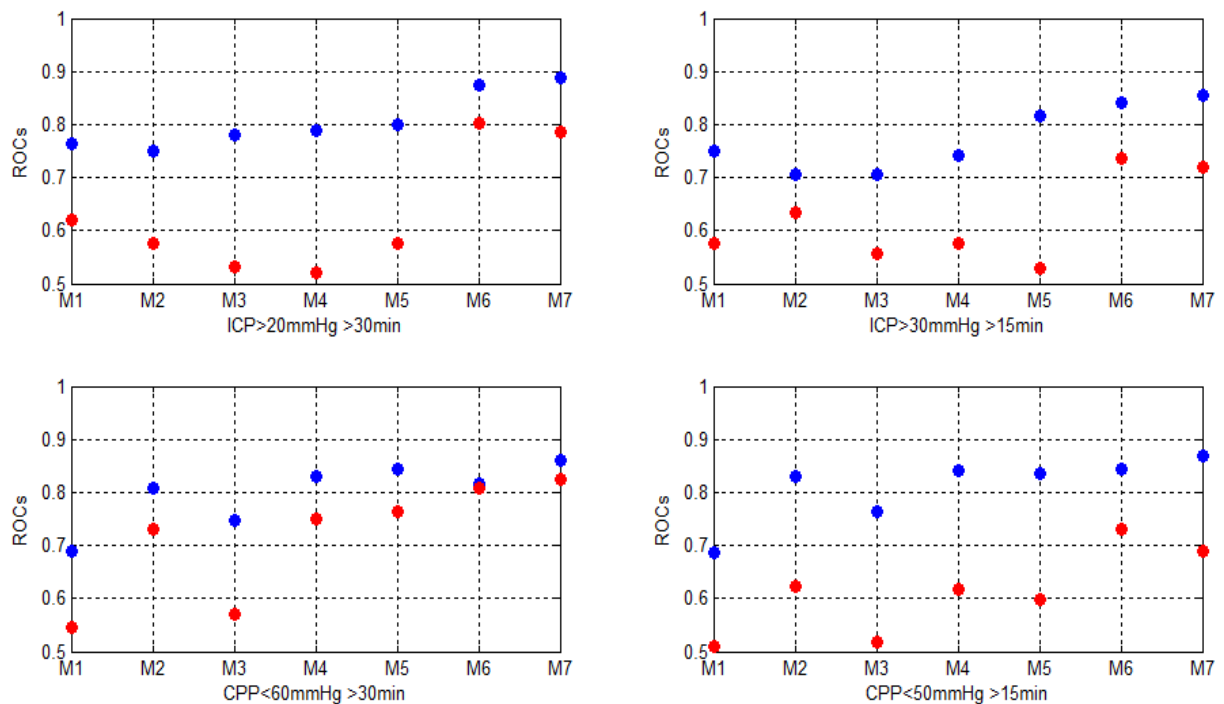 1
0.9
0.8
0.7
0.6
0.5
ROCs
M1 M2 M3 M4 M5 M6 M7
ICP>20mmHg >30min
1
0.9
0.8
0.7
0.6
0.5
ROCs
M1 M2 M3 M4 M5 M6 M7
ICP>30mmHg >15min
1
0.9
0.8
0.7
0.6
0.5
ROCs
M1 M2 M3 M4 M5 M6 M7
CPP<60mmHg >30min
1
0.9
0.8
0.7
0.6
0.5
ROCs
M1 M2 M3 M4 M5 M6 M7
CPP<50mmHg >15min